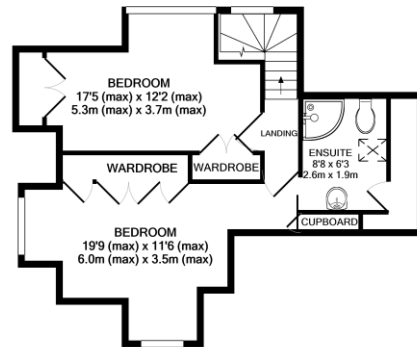 BEDROOM
17'5 (max) x 12'2 (max)
5.3m (max) x 3.7m (max)
LANDING
ENSUITE
8'8 x 6'3
2.6m x 1.9m
WARDROBE
WARDROBE
CUPBOARD
BEDROOM
19'9 (max) x 11'6 (max)
6.0m (max) x 3.5m (max)